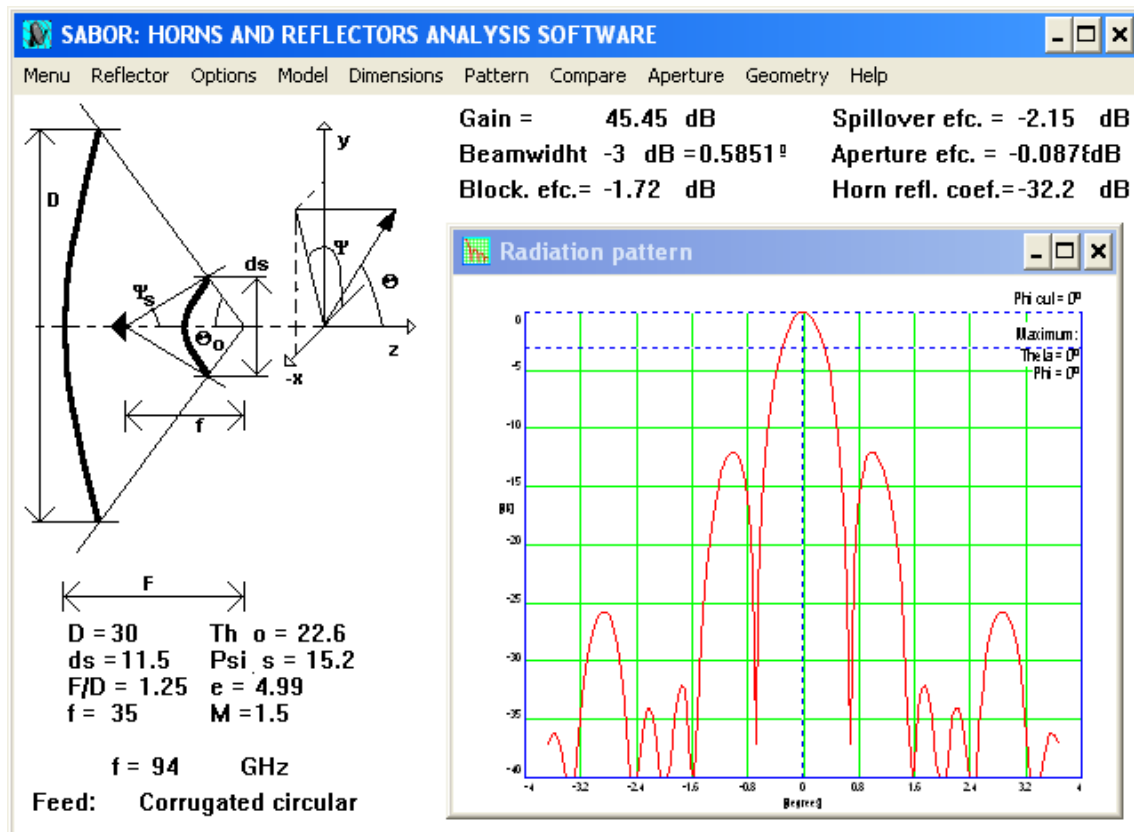 SABOR: HORNS AND REFLECTORS ANALYSIS SOFTWARE
Menu Reflector Options Model Dimensions Pattern Compare Aperture Geometry Help
Gain = 45.45 dB Spillover efc. = -2.15 dB
Beamwidht -3 dB =0.5851º Aperture efc. = -0.0878dB
Block. efc.= -1.72 dB Horn refl. coef.=-32.2 dB
y
D
Ψ
ds
Θ
Ψs
Θo
z
-x
f
F
D = 30 Th o = 22.6
ds =11.5 Psi s = 15.2
F/D = 1.25 e = 4.99
f = 35 M =1.5
f = 94 GHz
Feed: Corrugated circular
Radiation pattern
Phi cut = 0º
Maximum:
Theta = 0º
Phi = 0º
0
-5
-10
-15
-20
-25
-30
-35
-40
-4 -3.2 -2.4 -1.6 -0.8 0 0.8 1.6 2.4 3.2 4
[degrees]